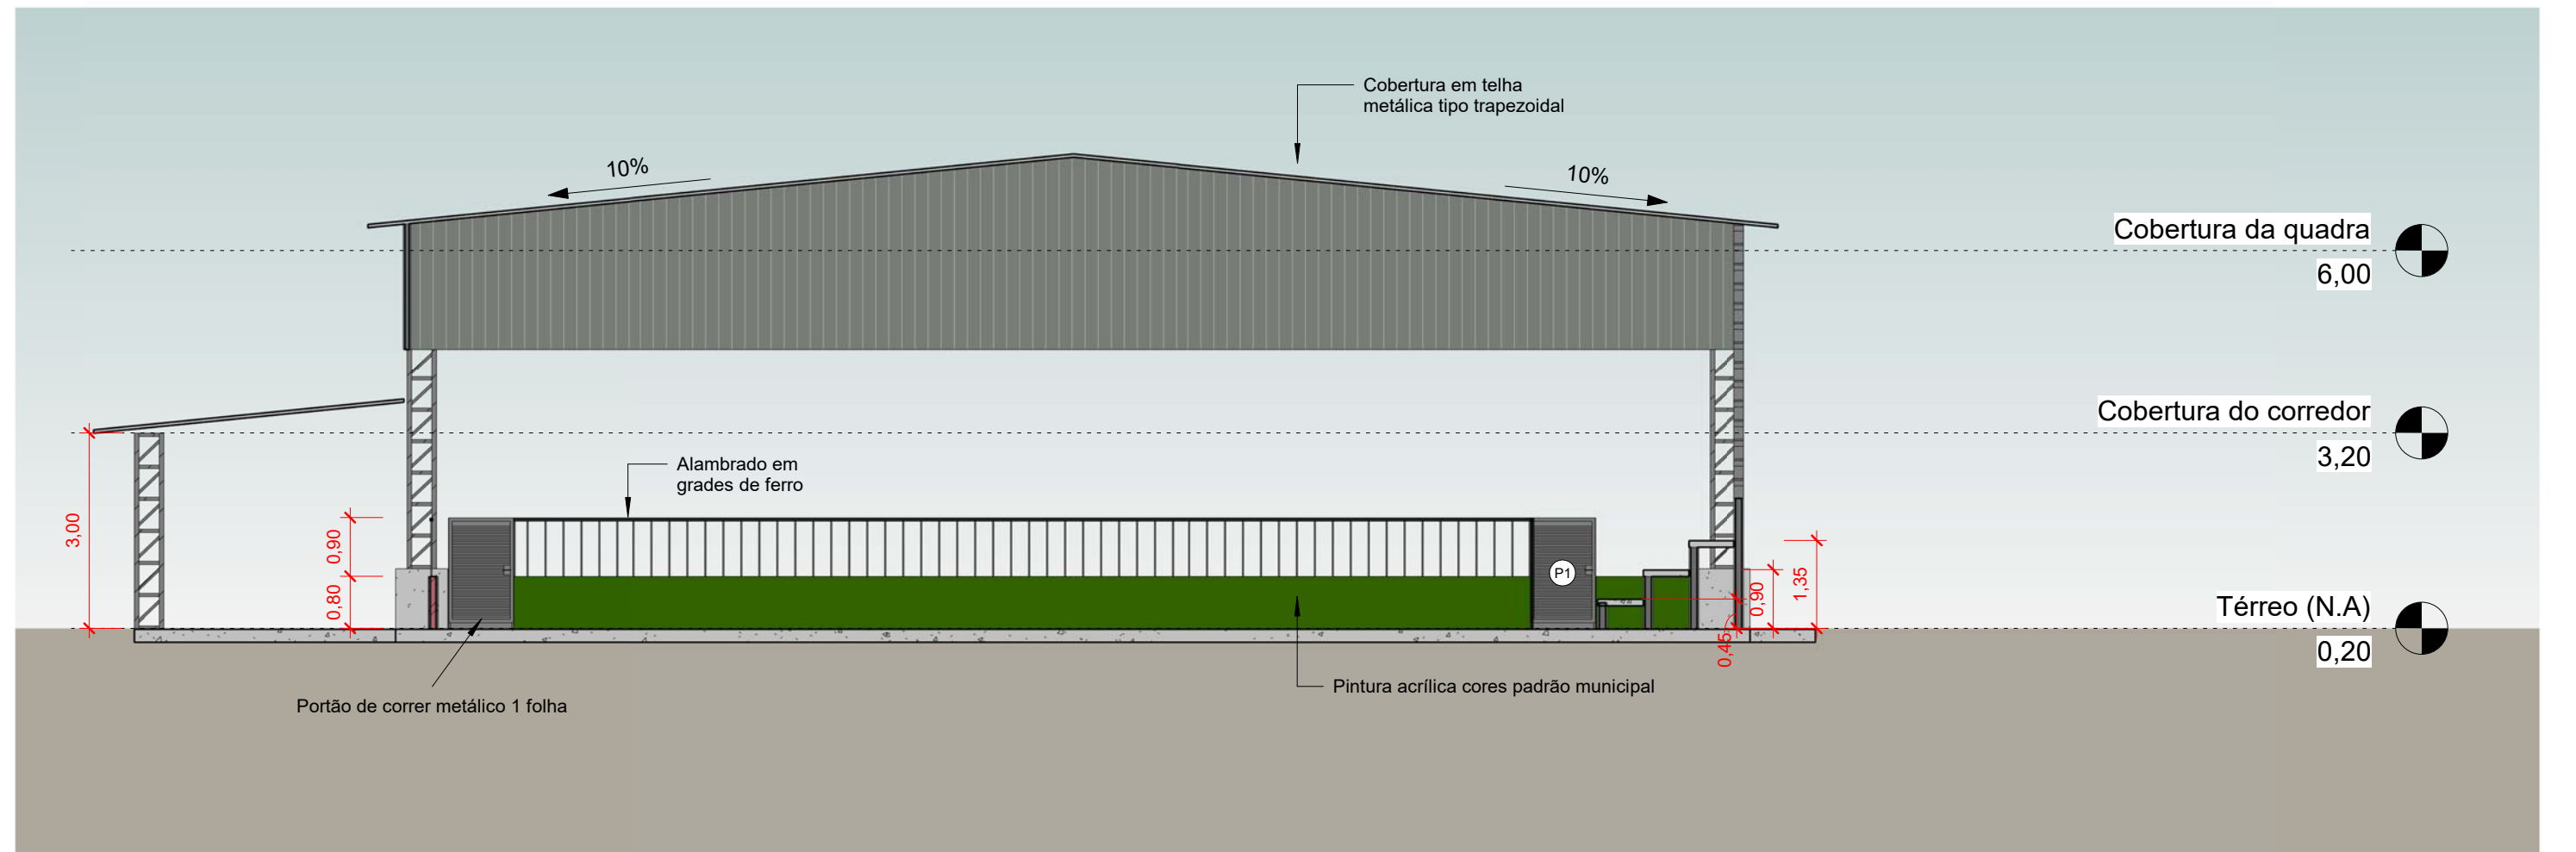 Cobertura em telha
metálica tipo trapezoidal
10%
10%
Cobertura da quadra
6,00
Cobertura do corredor
3,20
Alambrado em
grades de ferro
3,00
0,90
0,80
P1
0,45
0,90
1,35
Térreo (N.A)
0,20
Pintura acrílica cores padrão municipal
Portão de correr metálico 1 folha